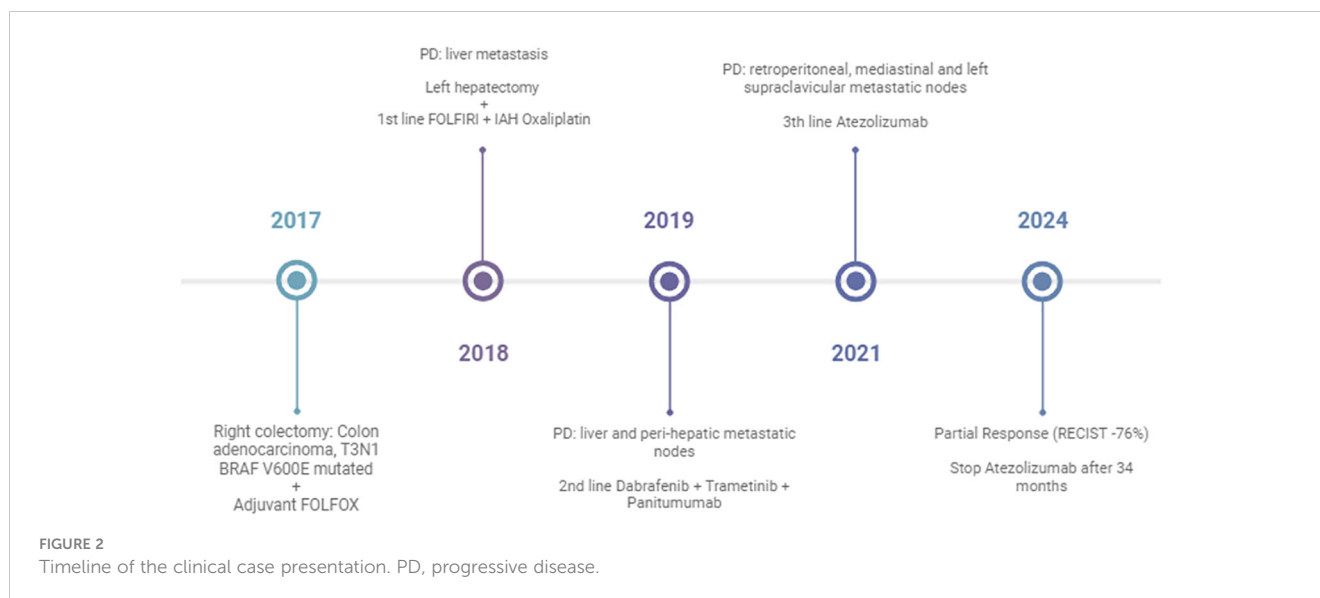 PD: liver metastasis
Left hepatectomy
+
1st line FOLFIRI + IAH Oxaliplatin
PD: retroperitoneal, mediastinal and left
supraclavicular metastatic nodes
3th line Atezolizumab
2017
2019
2024
2018
2021
Right colectomy: Colon
adenocarcinoma, T3N1
BRAF V600E mutated
+
Adjuvant FOLFOX
PD: liver and peri-hepatic metastatic
nodes
2nd line Dabrafenib + Trametinib +
Panitumumab
Partial Response (RECIST -76%)
Stop Atezolizumab after 34
months
FIGURE 2
Timeline of the clinical case presentation. PD, progressive disease.